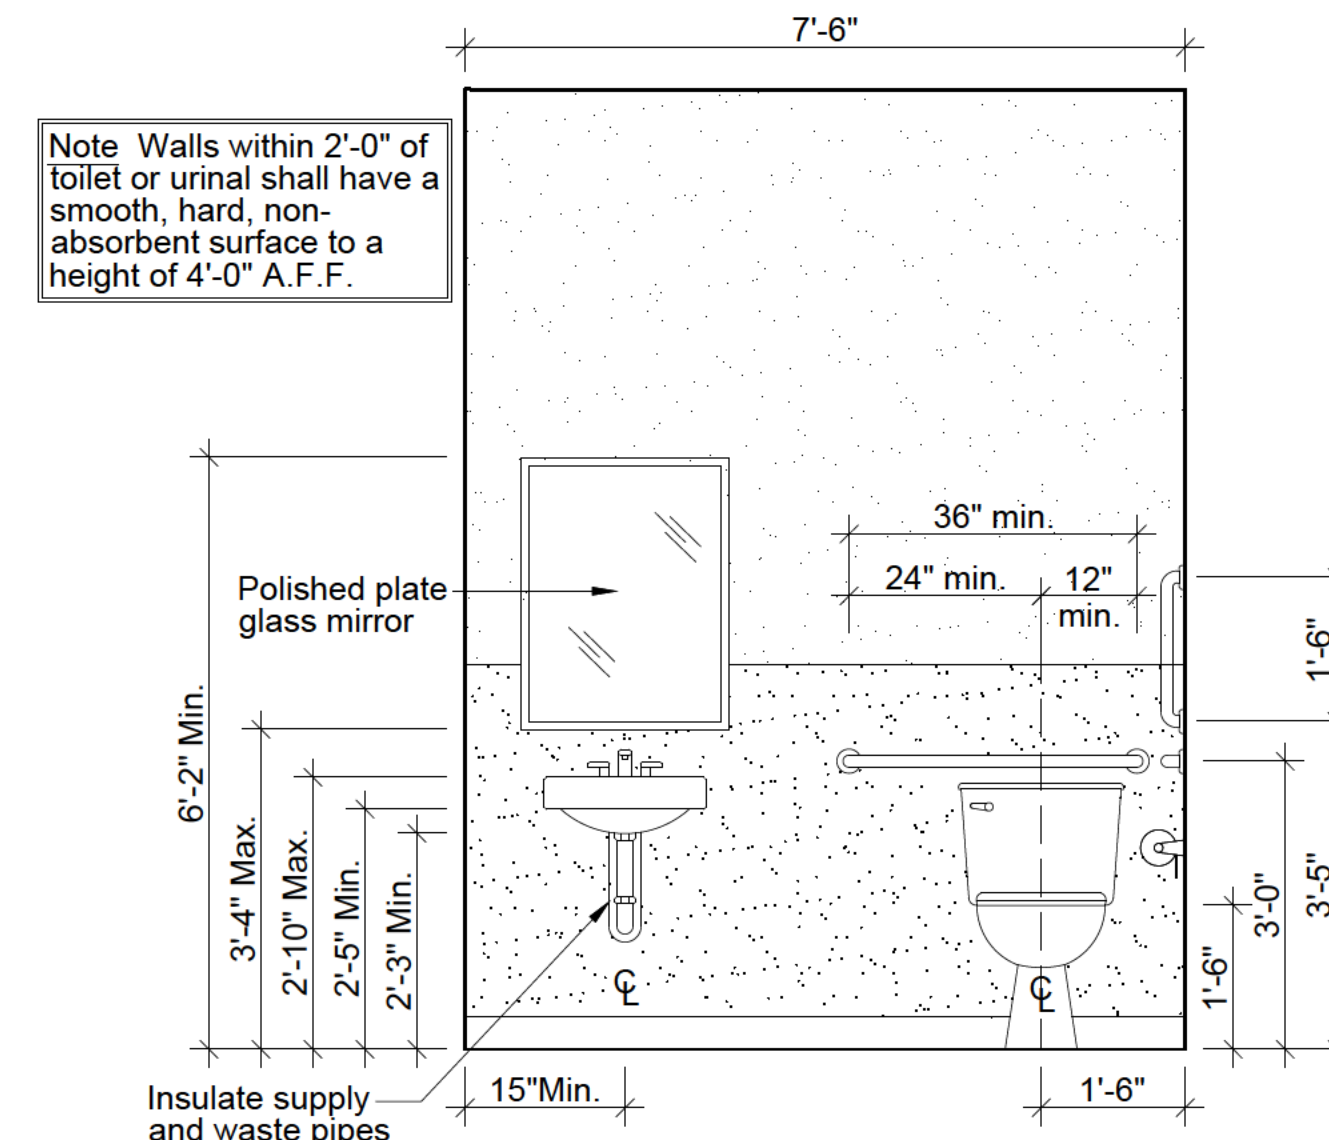 7'-6"
Note  Walls within 2'-0" of
toilet or urinal shall have a
smooth, hard, non-
absorbent surface to a
height of 4'-0" A.F.F.
36" min.
24" min.
12"
min.
Polished plate
glass mirror
1'-6"
6'-2" Min.
3'-4" Max.
2'-10" Max.
2'-5" Min.
2'-3" Min.
1'-6"
3'-0"
3'-5"
CL
CL
15"Min.
1'-6"
Insulate supply
and waste pipes